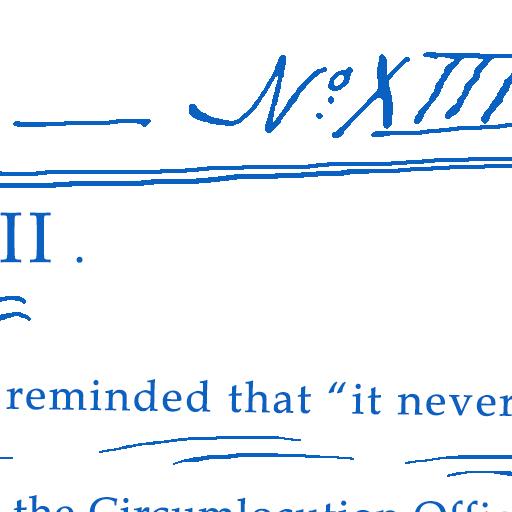 — Nº XIII
II .
reminded that “it never
the Circumlocution Offi